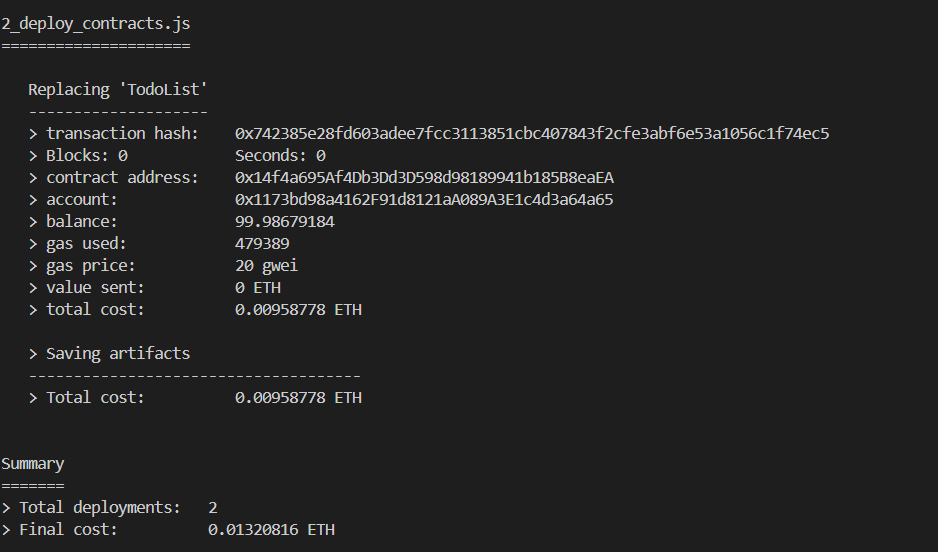 2_deploy_contracts.js
=====================
Replacing 'TodoList'
--------------------
> transaction hash: 0x742385e28fd603adee7fcc3113851cbc407843f2cfe3abf6e53a1056c1f74ec5
> Blocks: 0 Seconds: 0
> contract address: 0x14f4a695Af4Db3Dd3D598d98189941b185B8eaEA
> account: 0x1173bd98a4162F91d8121aA089A3E1c4d3a64a65
> balance: 99.98679184
> gas used: 479389
> gas price: 20 gwei
> value sent: 0 ETH
> total cost: 0.00958778 ETH
> Saving artifacts
-------------------------------------
> Total cost: 0.00958778 ETH
Summary
=======
> Total deployments: 2
> Final cost: 0.01320816 ETH